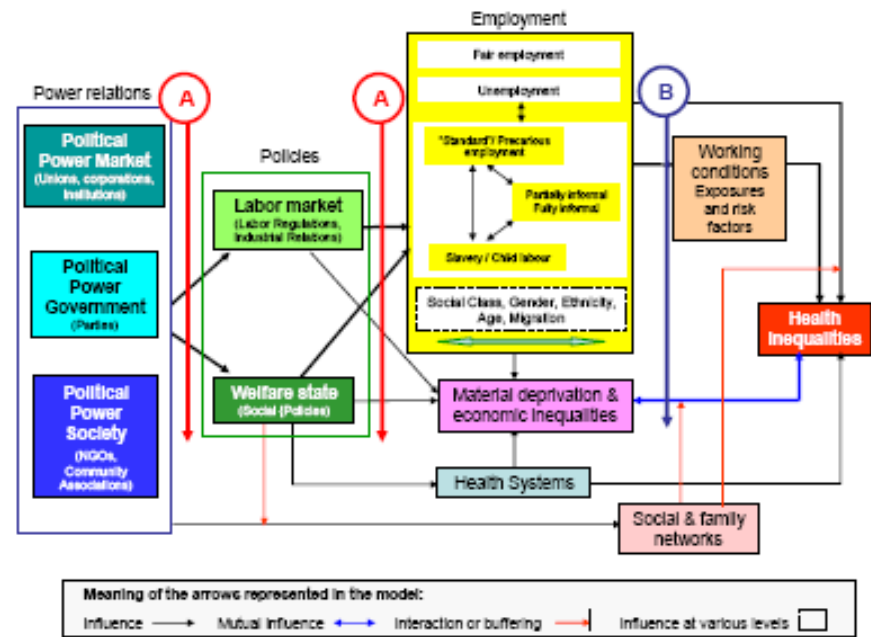 Employment
Fair employment
Unemployment
"Standard"/ Precarious
employment
Partially informal
Fully informal
Slavery / Child labour
Social Class, Gender, Ethnicity,
Age, Migration
Power relations
A
A
B
Political
Power Market
(Unions, corporations,
Institutions)
Political
Power
Government
(Parties)
Political
Power
Society
(NGOs,
Community
Associations)
Policies
Labor market
(Labor Regulations,
Industrial Relations)
Welfare state
(Social |Policies)
Working
conditions
Exposures
and risk
factors
Health
Inequalities
Material deprivation &
economic inequalities
Health Systems
Social & family
networks
Meaning of the arrows represented in the model:
Influence Mutual Influence Interaction or buffering Influence at various levels